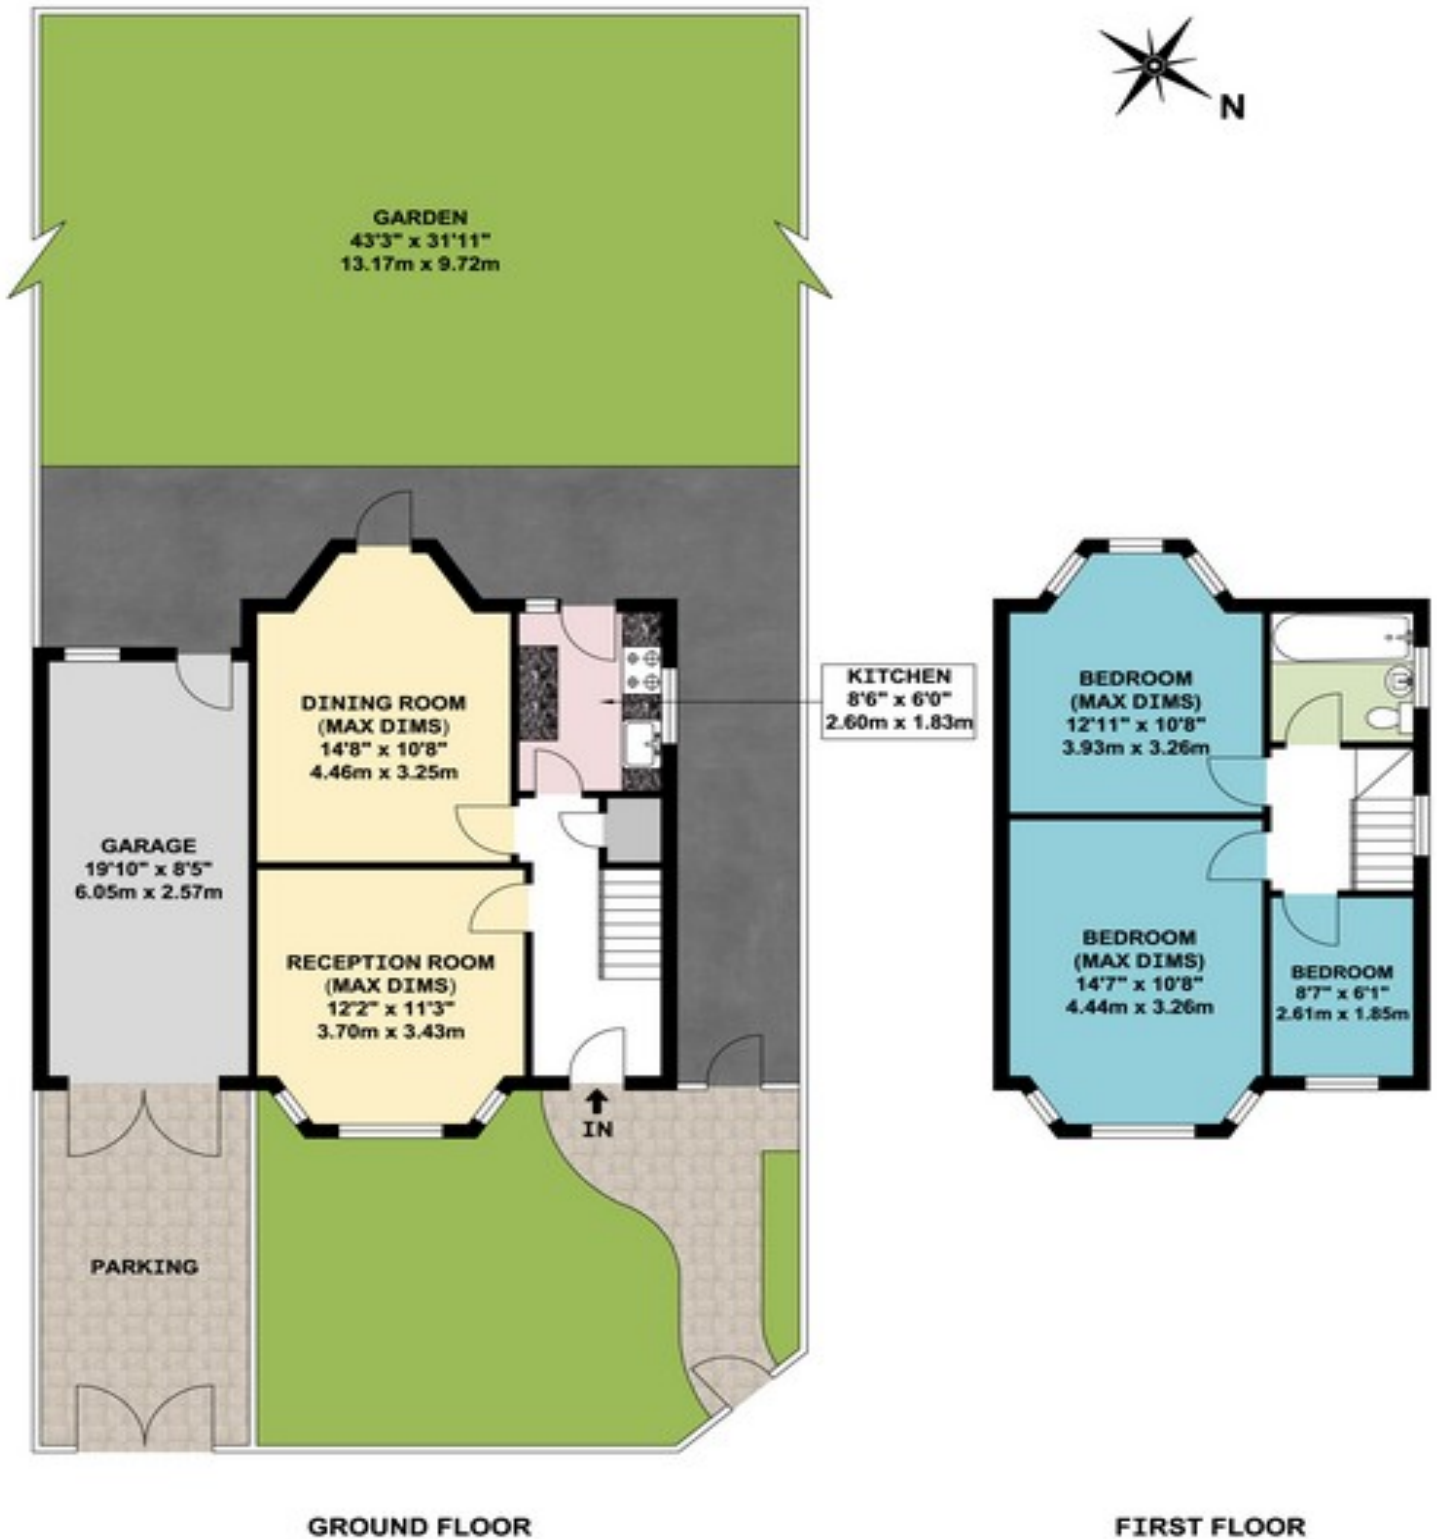 N
GARDEN
43'3" x 31'11"
13.17m x 9.72m
KITCHEN
8'6" x 6'0"
2.60m x 1.83m
DINING ROOM
(MAX DIMS)
14'8" x 10'8"
4.46m x 3.25m
GARAGE
19'10" x 8'5"
6.05m x 2.57m
RECEPTION ROOM
(MAX DIMS)
12'2" x 11'3"
3.70m x 3.43m
IN
PARKING
GROUND FLOOR
BEDROOM
(MAX DIMS)
12'11" x 10'8"
3.93m x 3.26m
BEDROOM
(MAX DIMS)
14'7" x 10'8"
4.44m x 3.26m
BEDROOM
8'7" x 6'1"
2.61m x 1.85m
FIRST FLOOR